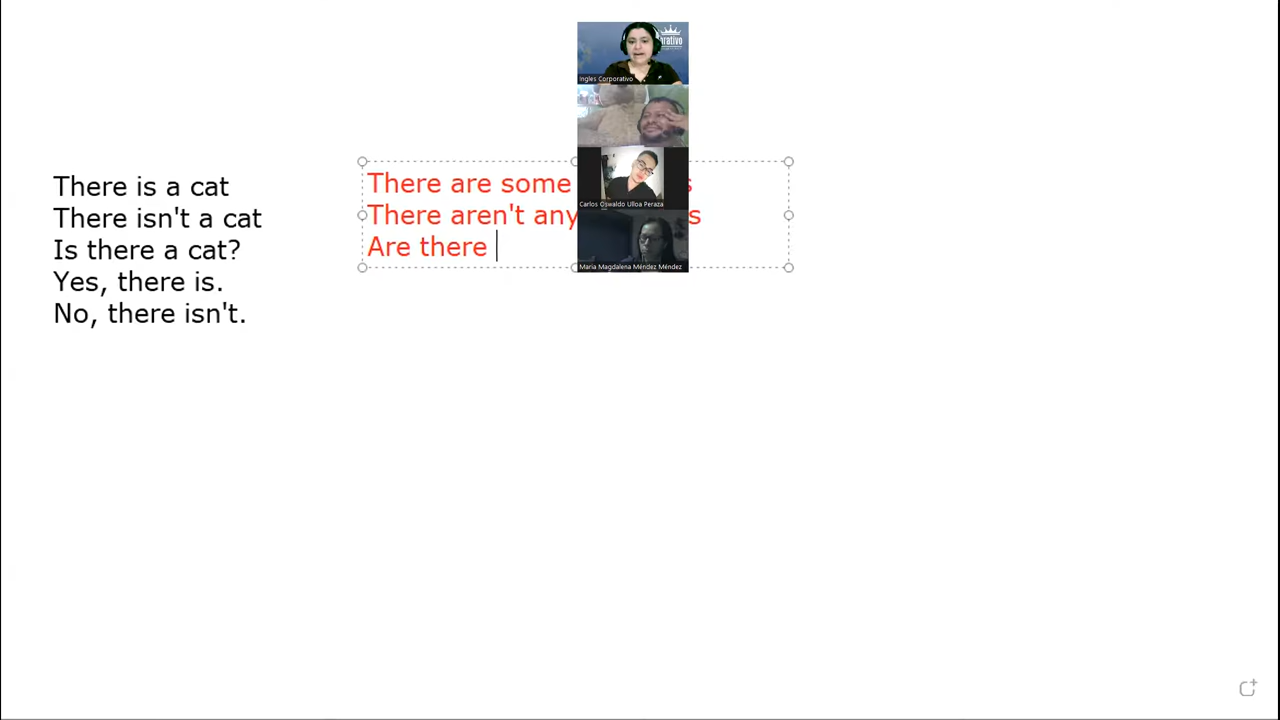 There is a cat
There isn't a cat
Is there a cat?
Yes, there is.
No, there isn't.
There are some
There aren't any
Are there
Ingles Corporativo
Carlos Oswaldo Ulloa Peraza
Maria Magdalena Méndez Méndez